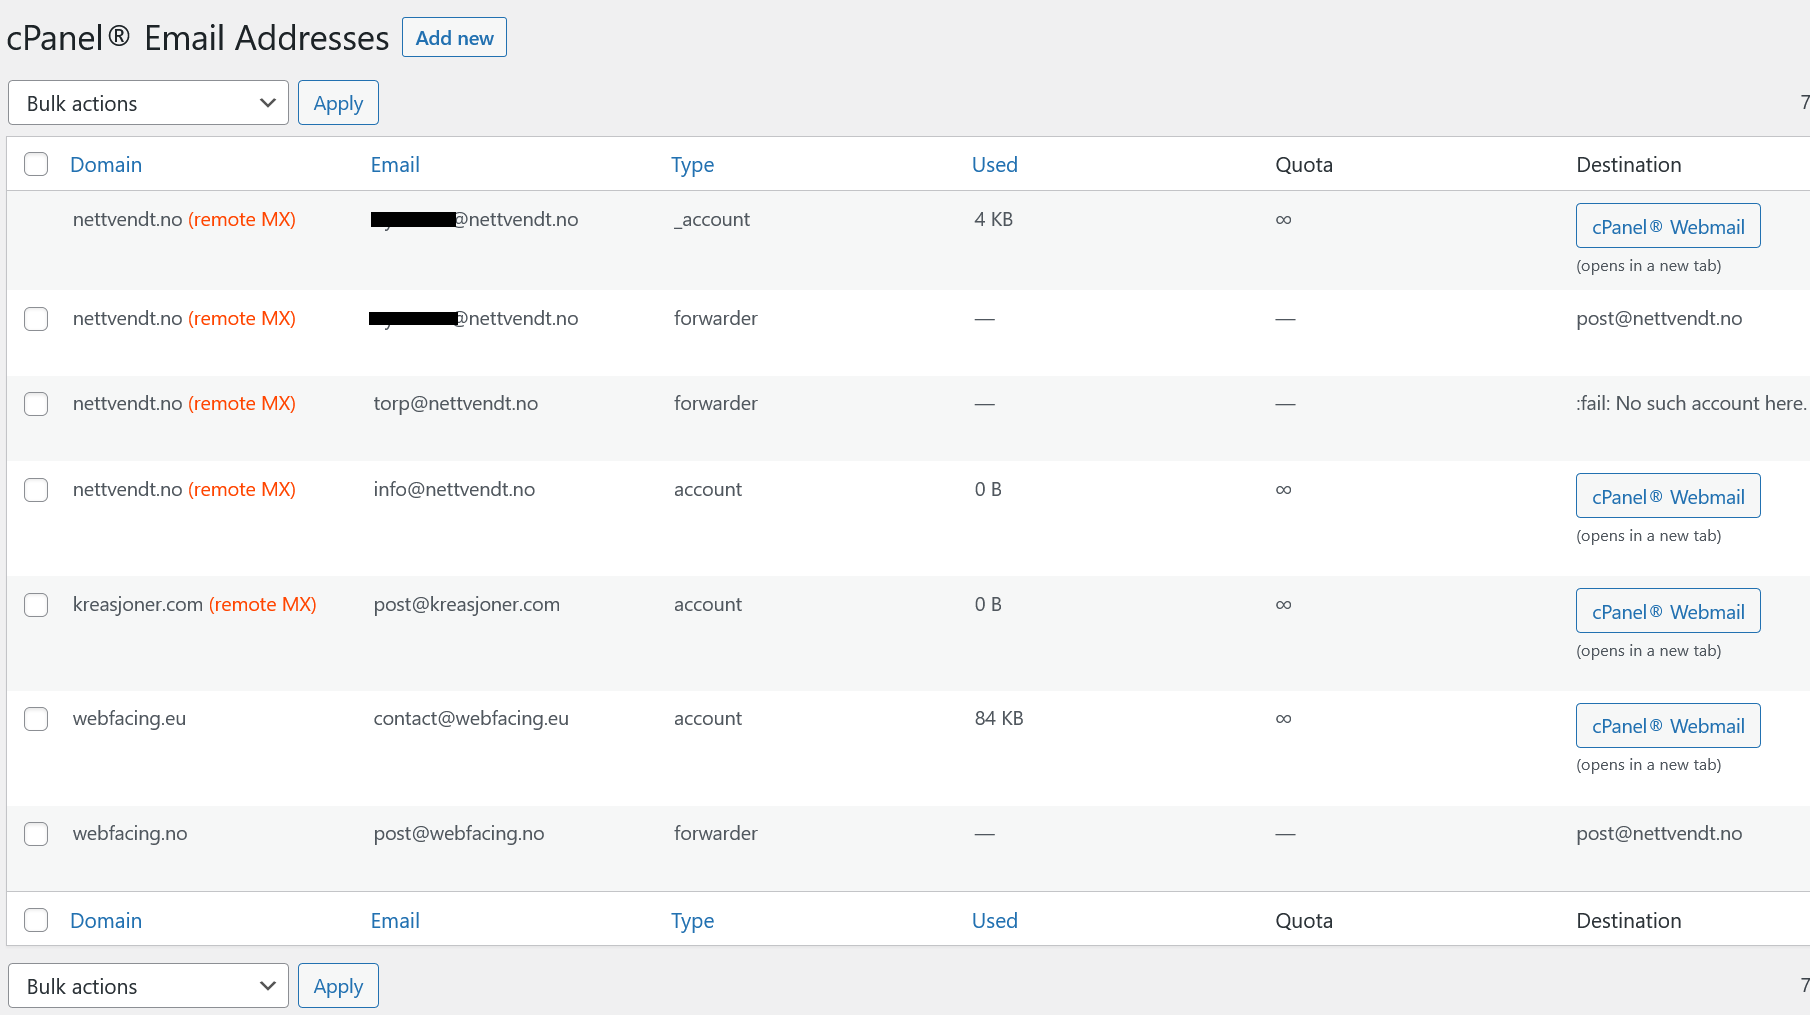 cPanel® Email Addresses Add new
Bulk actions Apply 7
Domain Email Type Used Quota Destination
nettvendt.no (remote MX) @nettvendt.no _account 4 KB ∞ cPanel® Webmail
(opens in a new tab)
nettvendt.no (remote MX) @nettvendt.no forwarder — — post@nettvendt.no
nettvendt.no (remote MX) torp@nettvendt.no forwarder — — :fail: No such account here.
nettvendt.no (remote MX) info@nettvendt.no account 0 B ∞ cPanel® Webmail
(opens in a new tab)
kreasjoner.com (remote MX) post@kreasjoner.com account 0 B ∞ cPanel® Webmail
(opens in a new tab)
webfacing.eu contact@webfacing.eu account 84 KB ∞ cPanel® Webmail
(opens in a new tab)
webfacing.no post@webfacing.no forwarder — — post@nettvendt.no
Domain Email Type Used Quota Destination
Bulk actions Apply 7